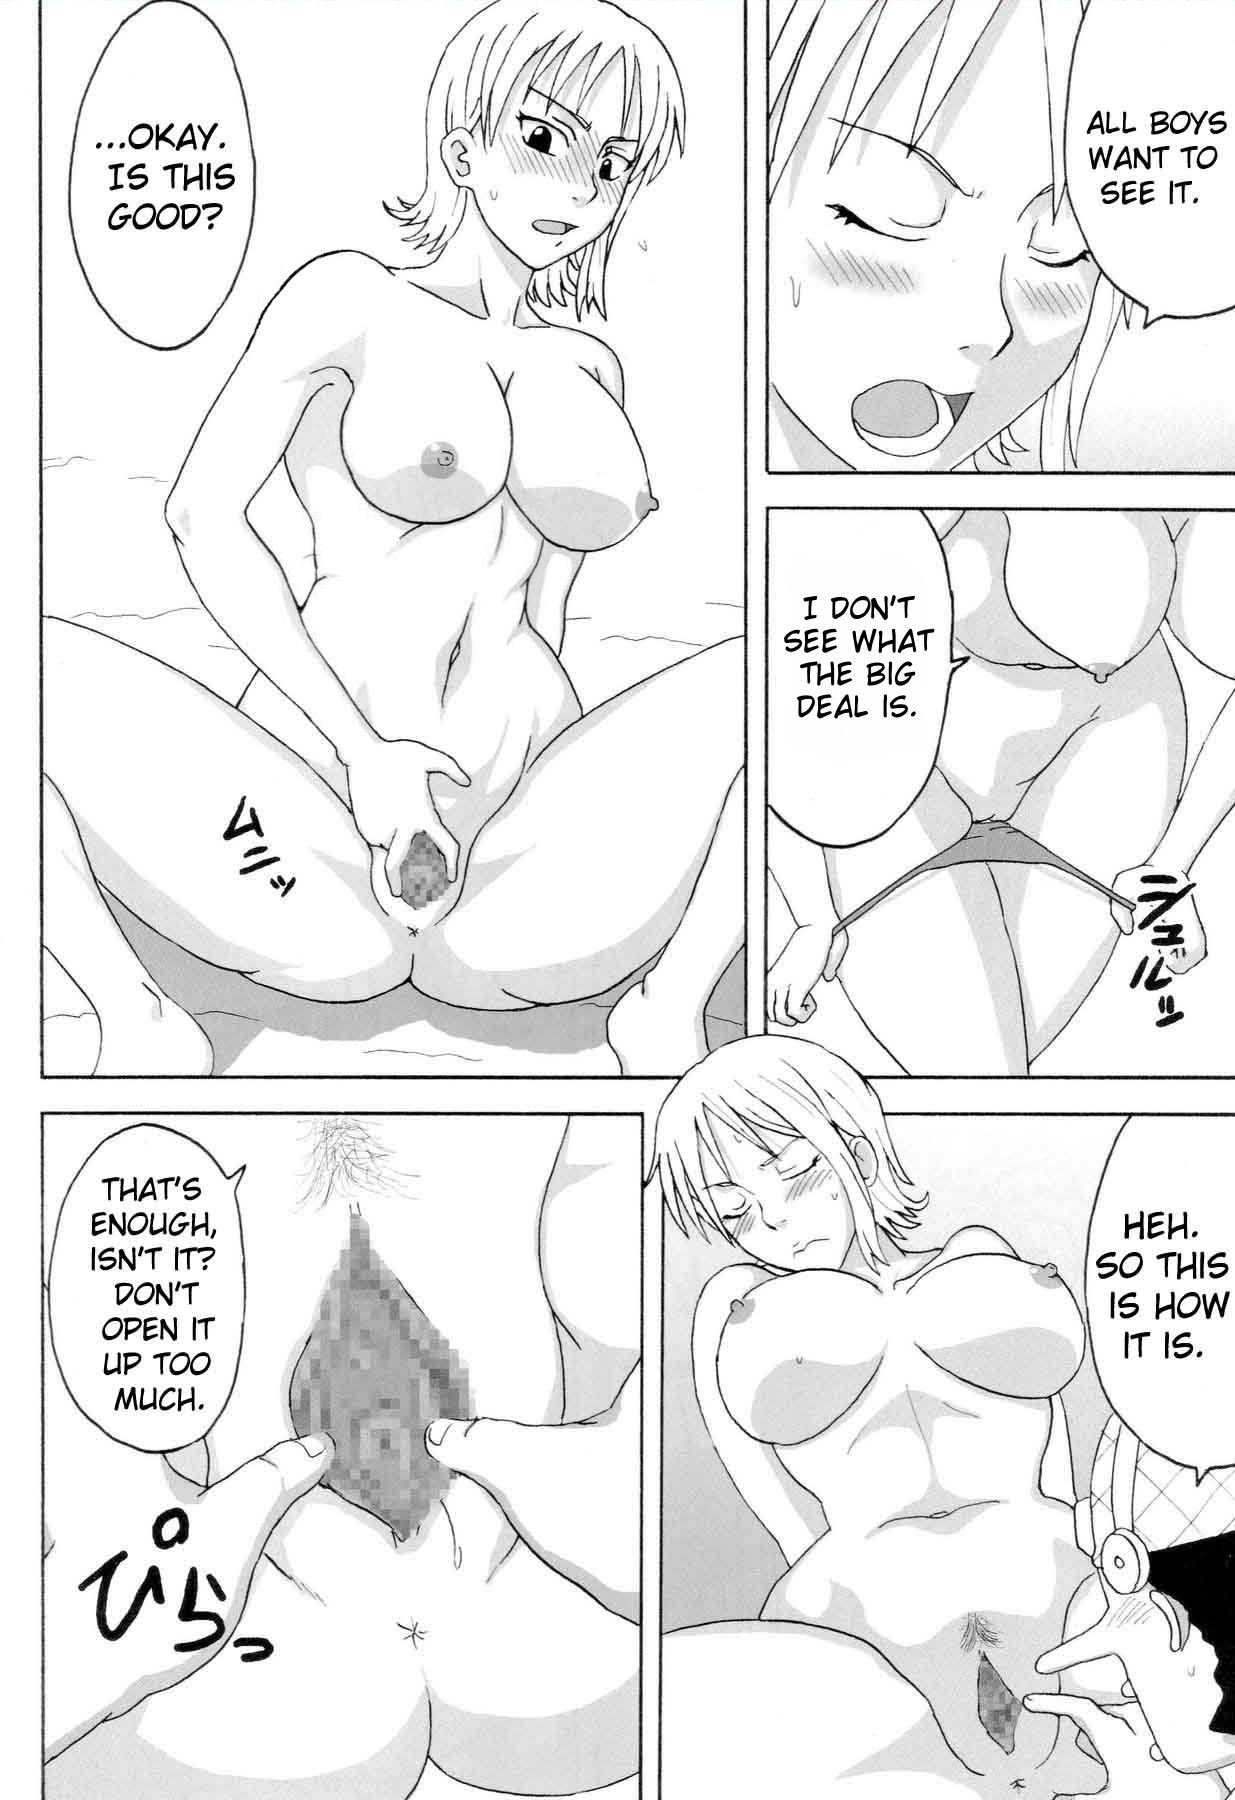 ALL BOYS
WANT TO
SEE IT.
I DON'T
SEE WHAT
THE BIG
DEAL IS.
シュルッ
...OKAY.
IS THIS
GOOD?
ムニッ
HEH.
SO THIS
IS HOW
IT IS.
THAT'S
ENOUGH,
ISN'T IT?
DON'T
OPEN IT
UP TOO
MUCH.
ぴらっ